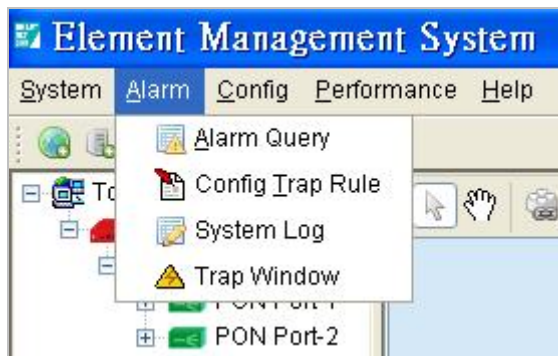 Element Management System
System Alarm Config Performance Help
Alarm Query
Config Trap Rule
System Log
Trap Window
PON Port-1
PON Port-2